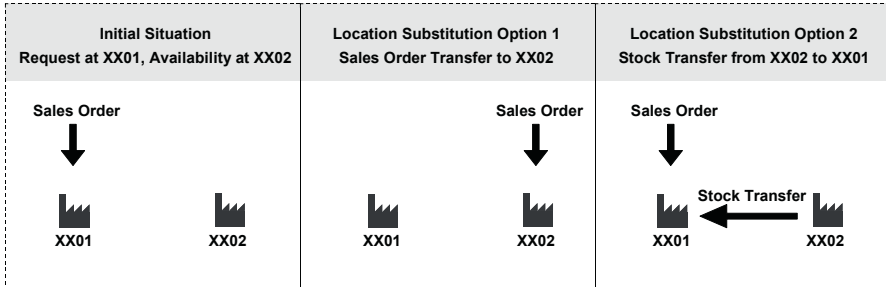 Initial Situation
Request at XX01, Availability at XX02
Location Substitution Option 1
Sales Order Transfer to XX02
Location Substitution Option 2
Stock Transfer from XX02 to XX01
Sales Order
XX01
XX02
Sales Order
XX01
XX02
Sales Order
Stock Transfer
XX01
XX02